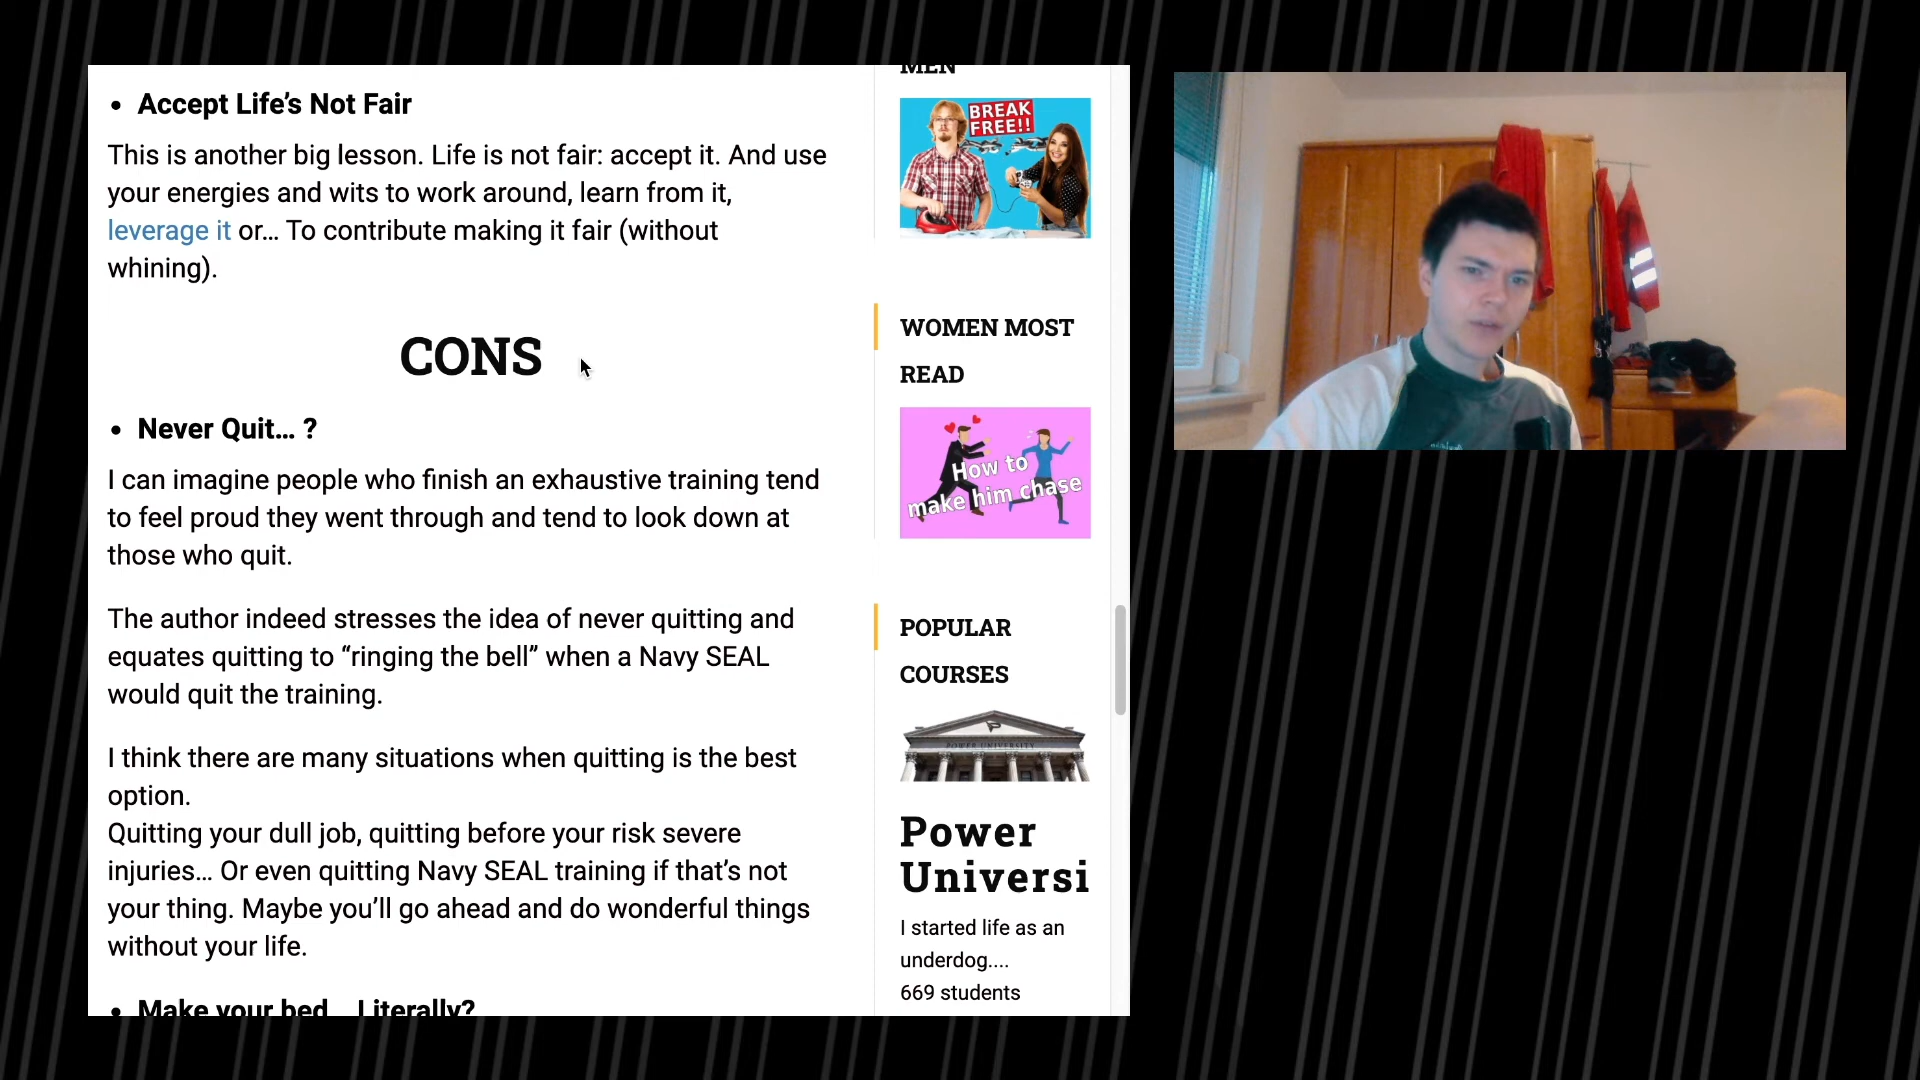 Accept Life's Not Fair
This is another big lesson. Life is not fair: accept it. And use
your energies and wits to work around, learn from it,
leverage it or… To contribute making it fair (without
whining).
CONS
Never Quit… ?
I can imagine people who finish an exhaustive training tend
to feel proud they went through and tend to look down at
those who quit.
The author indeed stresses the idea of never quitting and
equates quitting to “ringing the bell” when a Navy SEAL
would quit the training.
I think there are many situations when quitting is the best
option.
Quitting your dull job, quitting before your risk severe
injuries… Or even quitting Navy SEAL training if that’s not
your thing. Maybe you’ll go ahead and do wonderful things
without your life.
Make your bed… Literally?
MEN
BREAK
FREE!!
WOMEN MOST
READ
How to
make him chase
POPULAR
COURSES
POWER UNIVERSITY
Power
Universi
I started life as an
underdog....
669 students